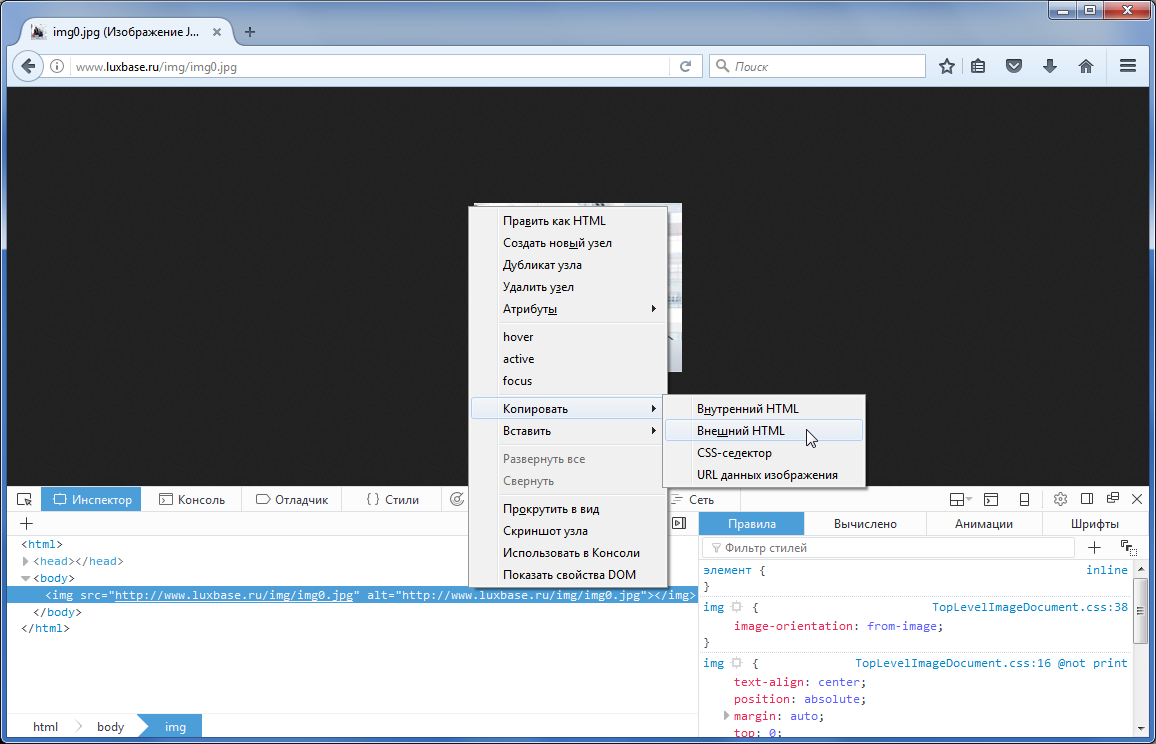 img0.jpg (Изображение J...
www.luxbase.ru/img/img0.jpg
Поиск
Править как HTML
Создать новый узел
Дубликат узла
Удалить узел
Атрибуты
hover
active
focus
Копировать
Вставить
Развернуть все
Свернуть
Прокрутить в вид
Скриншот узла
Использовать в Консоли
Показать свойства DOM
Внутренний HTML
Внешний HTML
CSS-селектор
URL данных изображения
Инспектор Консоль Отладчик { } Стили Сеть
<html>
<head></head>
<body>
<img src="http://www.luxbase.ru/img/img0.jpg" alt="http://www.luxbase.ru/img/img0.jpg"></img>
</body>
</html>
html body img
Правила Вычислено Анимации Шрифты
Фильтр стилей
элемент { inline
}
img { TopLevelImageDocument.css:38
image-orientation: from-image;
}
img { TopLevelImageDocument.css:16 @not print
text-align: center;
position: absolute;
margin: auto;
top: 0;